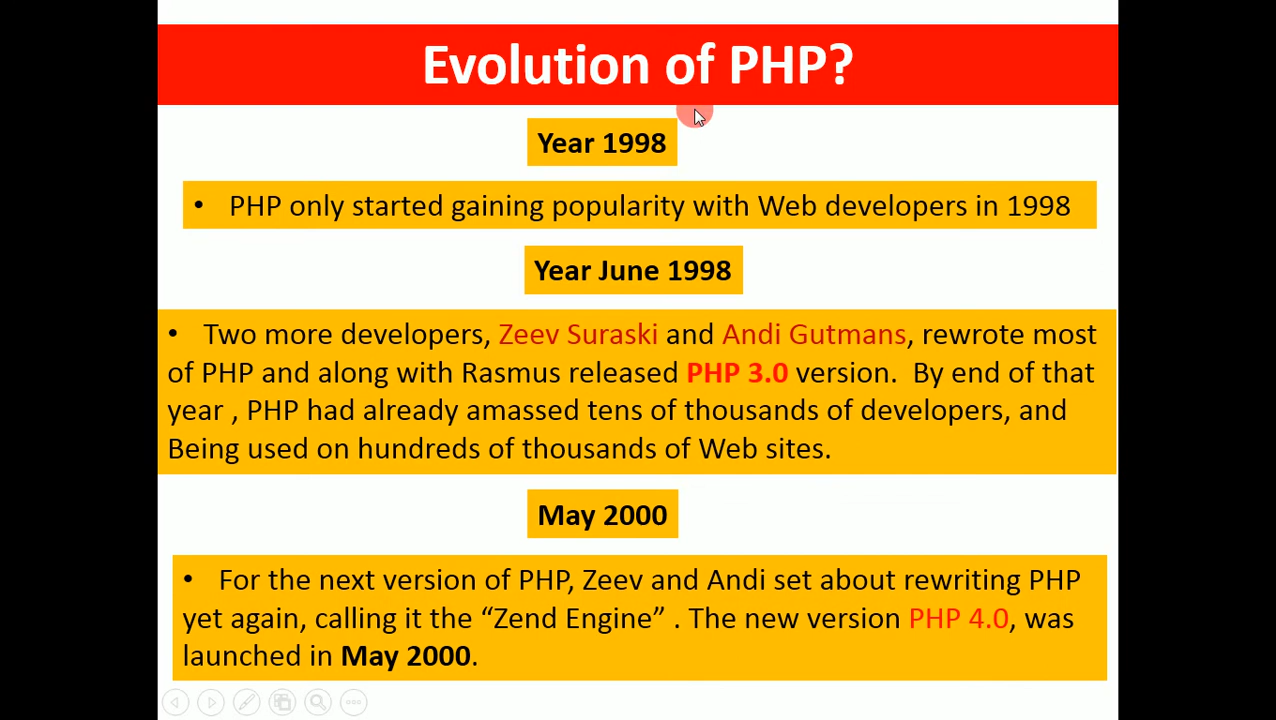 Evolution of PHP?
Year 1998
• PHP only started gaining popularity with Web developers in 1998
Year June 1998
• Two more developers, Zeev Suraski and Andi Gutmans, rewrote most
of PHP and along with Rasmus released PHP 3.0 version. By end of that
year , PHP had already amassed tens of thousands of developers, and
Being used on hundreds of thousands of Web sites.
May 2000
• For the next version of PHP, Zeev and Andi set about rewriting PHP
yet again, calling it the “Zend Engine” . The new version PHP 4.0, was
launched in May 2000.